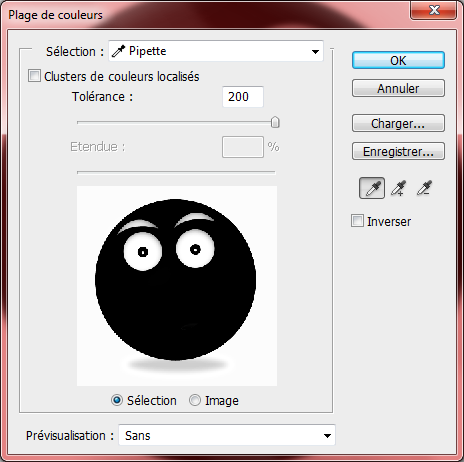 Plage de couleurs
Sélection : Pipette
Clusters de couleurs localisés
Tolérance : 200
Etendue : %
Sélection Image
Prévisualisation : Sans
OK
Annuler
Charger...
Enregistrer...
Inverser